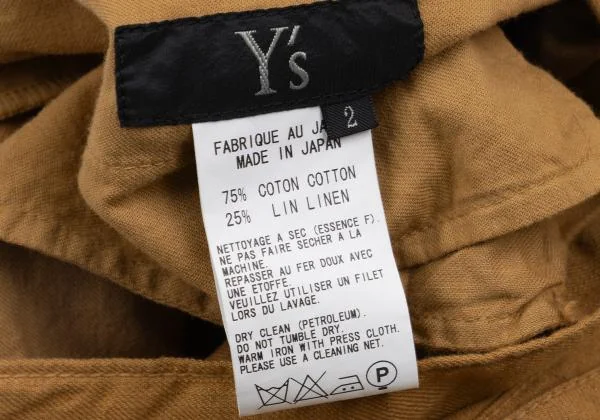 Y's
2
FABRIQUE AU JA
MADE IN JAPAN
75% COTON COTTON
25% LIN LINEN
NETTOYAGE A SEC (ESSENCE F).
NE PAS FAIRE SECHER A LA
MACHINE.
REPASSER AU FER DOUX AVEC
UNE ETOFFE.
VEUILLEZ UTILISER UN FILET
LORS DU LAVAGE.
DRY CLEAN (PETROLEUM).
DO NOT TUMBLE DRY.
WARM IRON WITH PRESS CLOTH.
PLEASE USE A CLEANING NET.
P